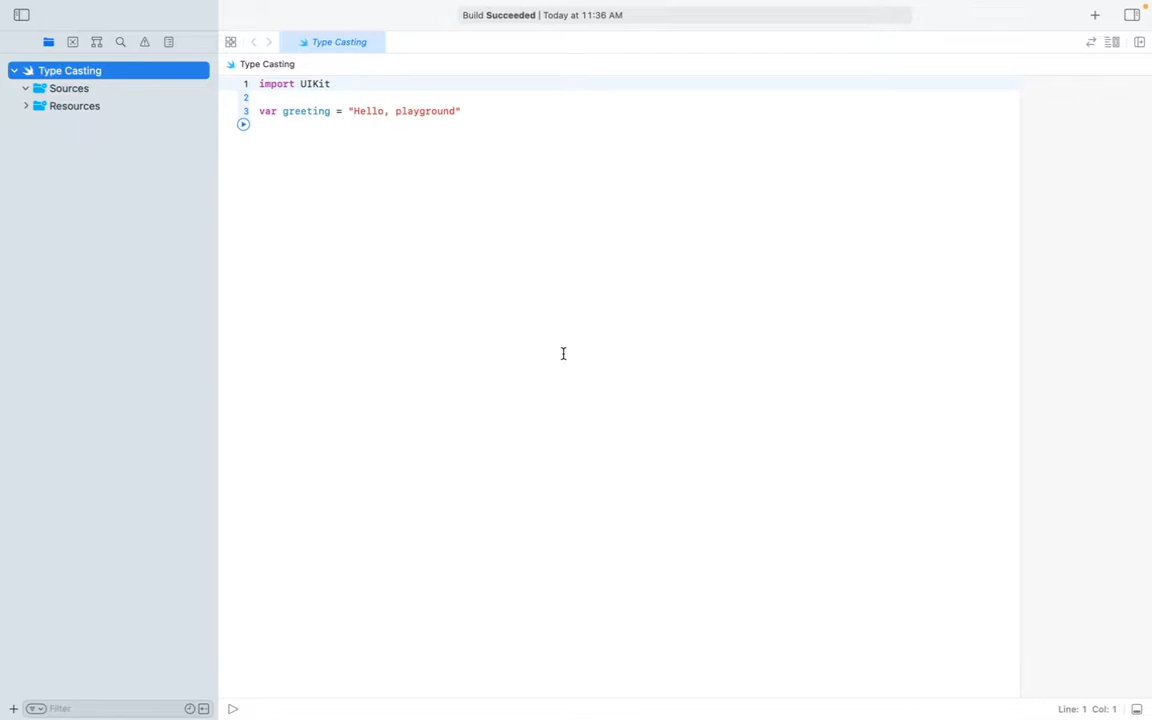 Build Succeeded | Today at 11:36 AM
Type Casting
Type Casting
Sources
Resources
Type Casting
1 import UIKit
2
3 var greeting = "Hello, playground"
Filter
Line: 1 Col: 1